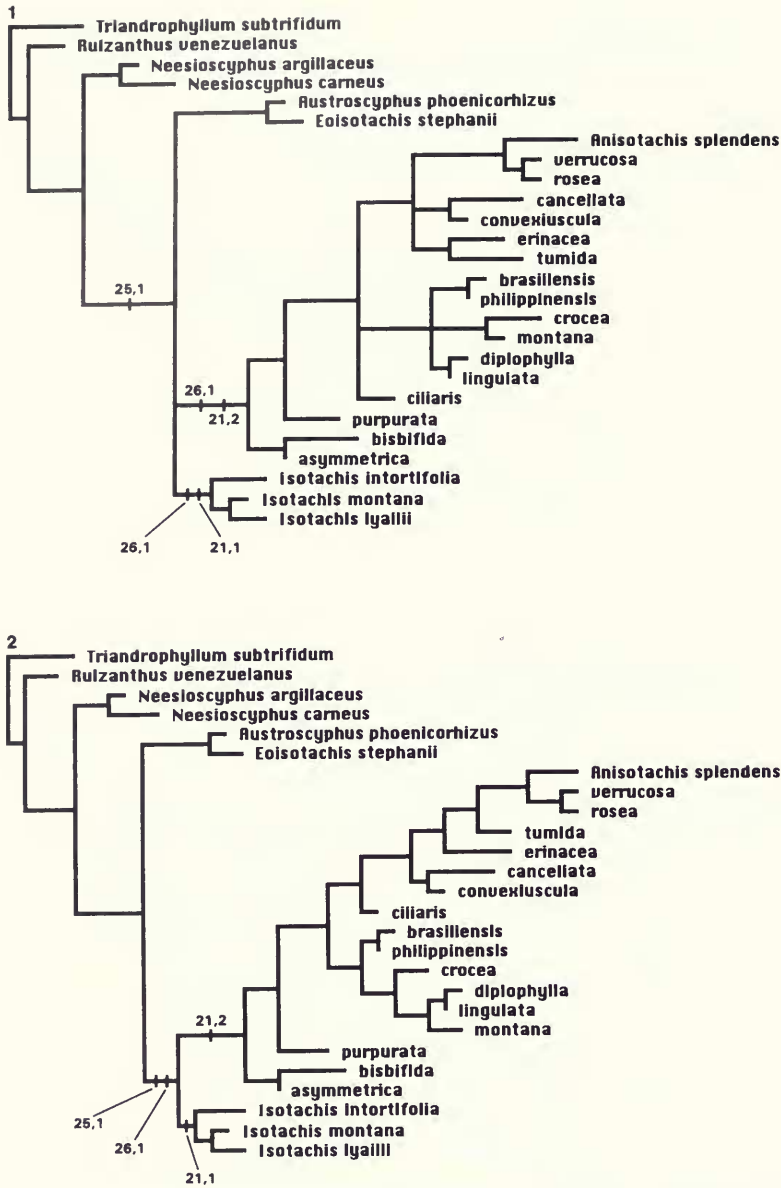 1
Triandrophyllum subtrifidum
Ruizanthus venezuelanus
Neesioscyphus argillaceus
Neesioscyphus carneus
Austroscyphus phoenicorhizus
Eoisotachis stephanii
Anisotachis splendens
verrucosa
rosea
cancellata
convexiuscula
erinacea
tumida
brasiliensis
25,1
philippinensis
crocea
montana
diplophylla
lingulata
26,1
ciliaris
21,2
purpurata
bisbifida
asymmetrica
Isotachis intortifolia
Isotachis montana
Isotachis lyallii
26,1 21,1
2
Triandrophyllum subtrifidum
Ruizanthus venezuelanus
Neesioscyphus argillaceus
Neesioscyphus carneus
Austroscyphus phoenicorhizus
Eoisotachis stephanii
Anisotachis splendens
verrucosa
rosea
tumida
erinacea
cancellata
convexiuscula
ciliaris
brasiliensis
philippinensis
crocea
diplophylla
lingulata
21,2
montana
purpurata
bisbifida
asymmetrica
Isotachis intortifolia
25,1
Isotachis montana
26,1
Isotachis lyallii
21,1